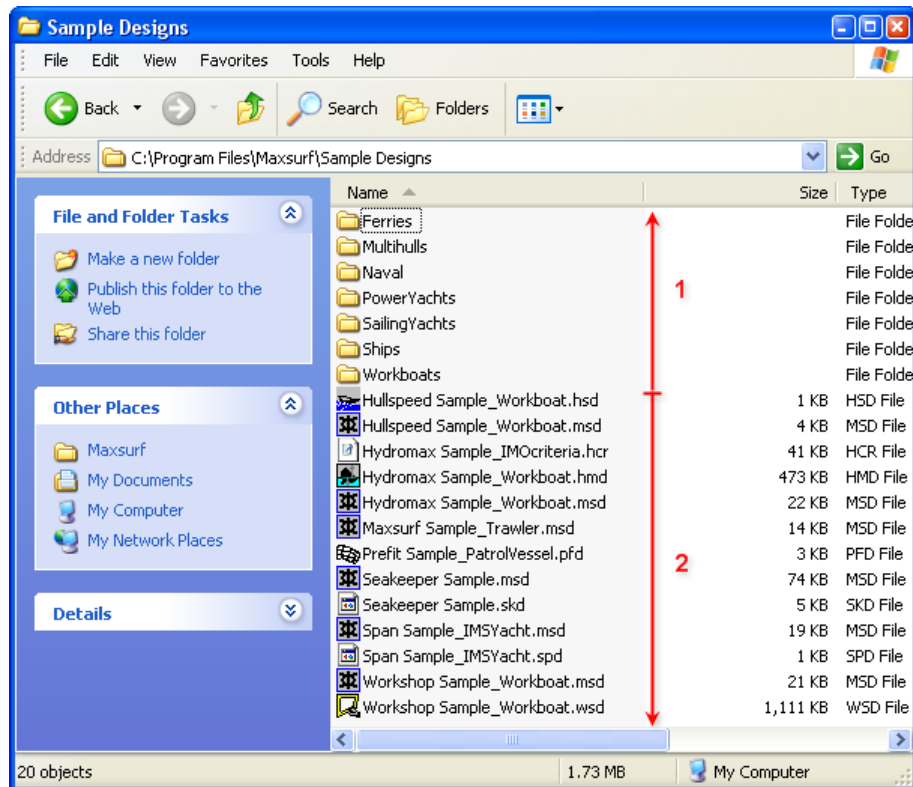 Sample Designs
File Edit View Favorites Tools Help
Back Search Folders
Address C:\Program Files\Maxsurf\Sample Designs Go
File and Folder Tasks
Make a new folder
Publish this folder to the
Web
Share this folder
Other Places
Maxsurf
My Documents
My Computer
My Network Places
Details
Name Size Type
Ferries File Folde
Multihulls File Folde
Naval File Folde
PowerYachts File Folde
SailingYachts File Folde
Ships File Folde
Workboats File Folde
1
Hullspeed Sample_Workboat.hsd 1 KB HSD File
Hullspeed Sample_Workboat.msd 4 KB MSD File
Hydromax Sample_IMOcriteria.hcr 41 KB HCR File
Hydromax Sample_Workboat.hmd 473 KB HMD File
Hydromax Sample_Workboat.msd 22 KB MSD File
Maxsurf Sample_Trawler.msd 14 KB MSD File
Prefit Sample_PatrolVessel.pfd 3 KB PFD File
Seakeeper Sample.msd 74 KB MSD File
Seakeeper Sample.skd 5 KB SKD File
Span Sample_IMSYacht.msd 19 KB MSD File
Span Sample_IMSYacht.spd 1 KB SPD File
Workshop Sample_Workboat.msd 21 KB MSD File
Workshop Sample_Workboat.wsd 1,111 KB WSD File
2
20 objects 1.73 MB My Computer